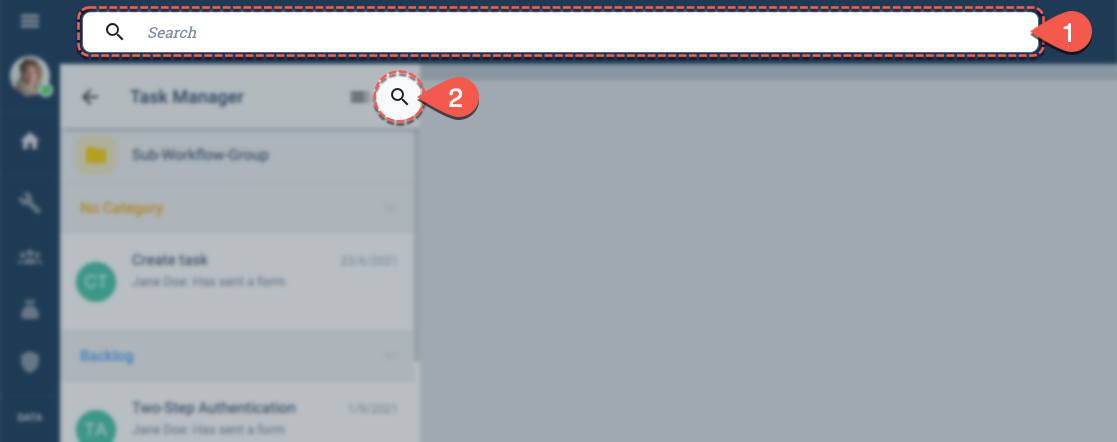 Search
1
Task Manager
2
Sub-Workflow-Group
No Category
Create task 23/6/2021
CT
Jane Doe: Has sent a form
Backlog
Two-Step Authentication 1/9/2021
TA
Jane Doe: Has sent a form
DATA